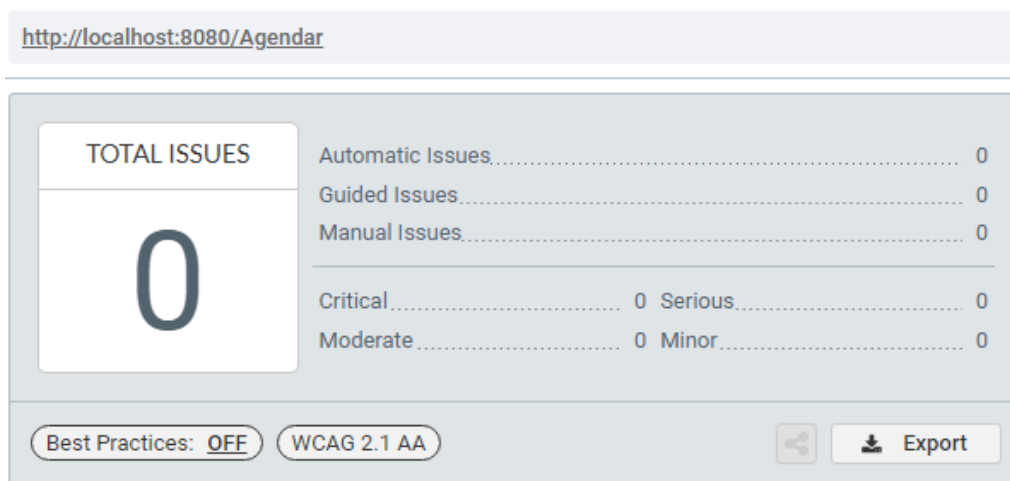 http://localhost:8080/Agendar
TOTAL ISSUES
0
Automatic Issues 0
Guided Issues 0
Manual Issues 0
Critical 0 Serious 0
Moderate 0 Minor 0
Best Practices: OFF WCAG 2.1 AA Export